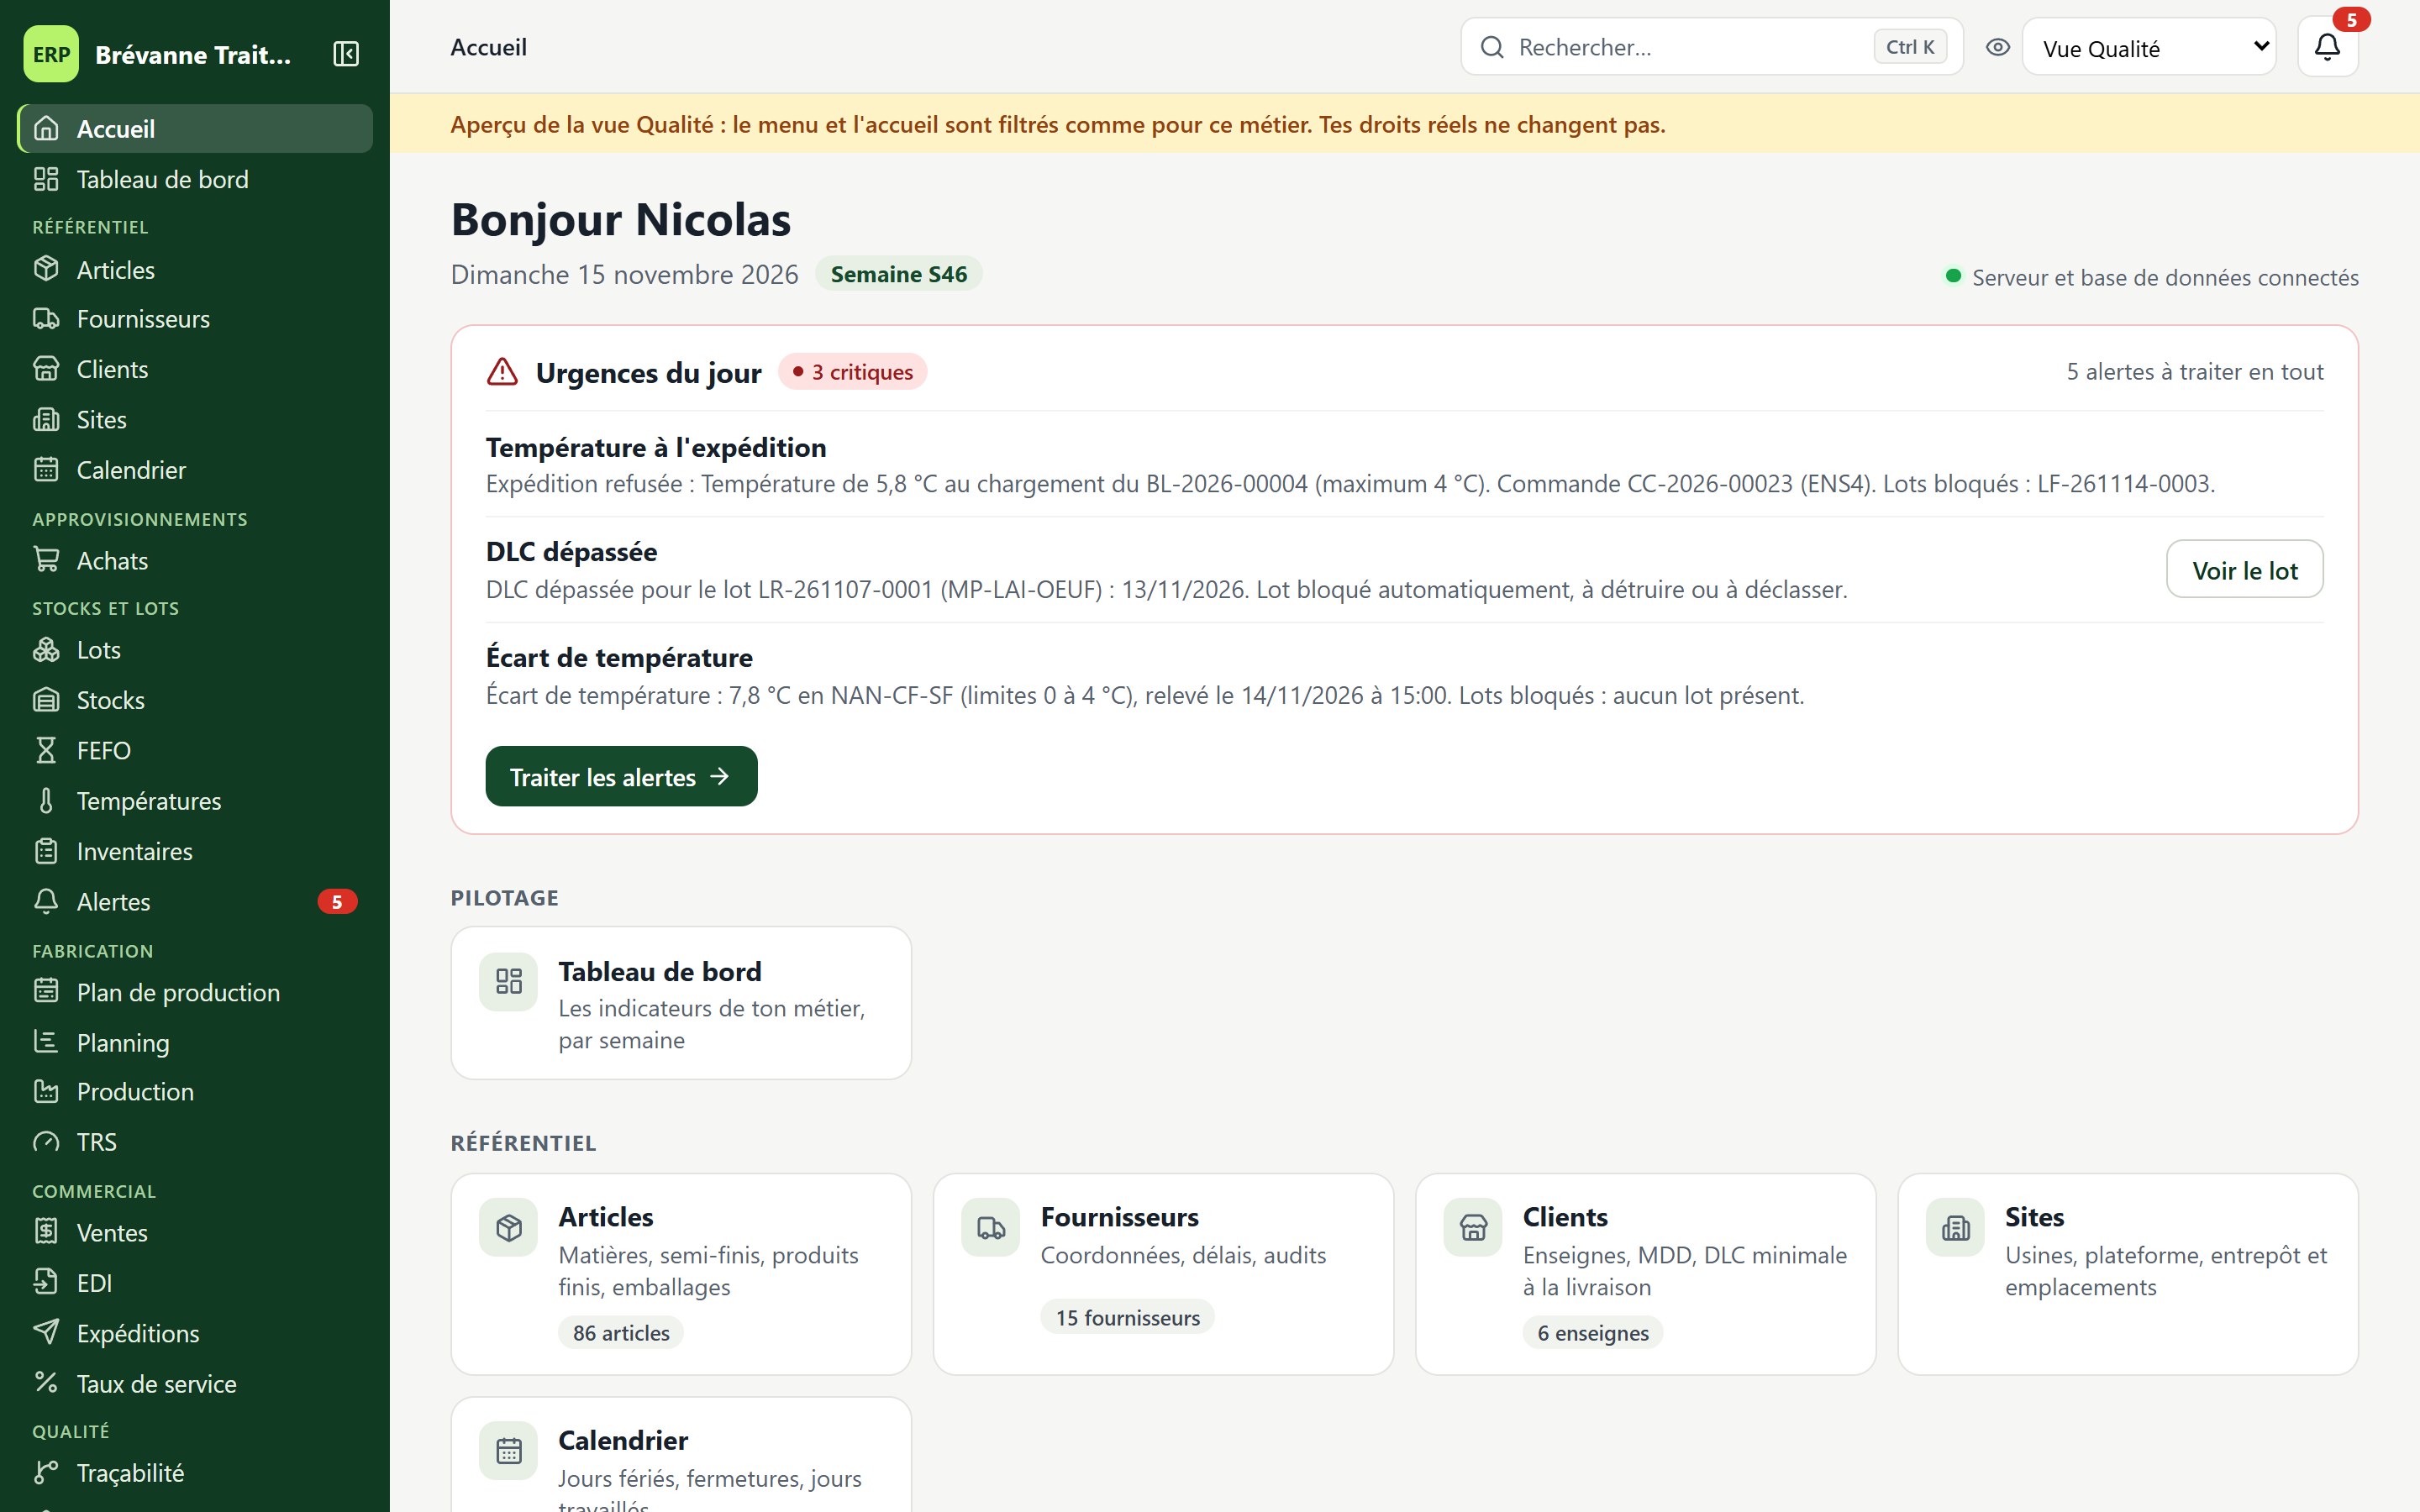 ERP
Brévanne Trait...
Accueil
Tableau de bord
RÉFÉRENTIEL
Articles
Fournisseurs
Clients
Sites
Calendrier
APPROVISIONNEMENTS
Achats
STOCKS ET LOTS
Lots
Stocks
FEFO
Températures
Inventaires
Alertes 5
FABRICATION
Plan de production
Planning
Production
TRS
COMMERCIAL
Ventes
EDI
Expéditions
Taux de service
QUALITÉ
Traçabilité
Accueil
Rechercher... Ctrl K
Vue Qualité
5
Aperçu de la vue Qualité : le menu et l'accueil sont filtrés comme pour ce métier. Tes droits réels ne changent pas.
Bonjour Nicolas
Dimanche 15 novembre 2026 Semaine S46
Serveur et base de données connectés
Urgences du jour 3 critiques
5 alertes à traiter en tout
Température à l'expédition
Expédition refusée : Température de 5,8 °C au chargement du BL-2026-00004 (maximum 4 °C). Commande CC-2026-00023 (ENS4). Lots bloqués : LF-261114-0003.
DLC dépassée
DLC dépassée pour le lot LR-261107-0001 (MP-LAI-OEUF) : 13/11/2026. Lot bloqué automatiquement, à détruire ou à déclasser.
Voir le lot
Écart de température
Écart de température : 7,8 °C en NAN-CF-SF (limites 0 à 4 °C), relevé le 14/11/2026 à 15:00. Lots bloqués : aucun lot présent.
Traiter les alertes →
PILOTAGE
Tableau de bord
Les indicateurs de ton métier,
par semaine
RÉFÉRENTIEL
Articles
Matières, semi-finis, produits
finis, emballages
86 articles
Fournisseurs
Coordonnées, délais, audits
15 fournisseurs
Clients
Enseignes, MDD, DLC minimale
à la livraison
6 enseignes
Sites
Usines, plateforme, entrepôt et
emplacements
Calendrier
Jours fériés, fermetures, jours
travaillés